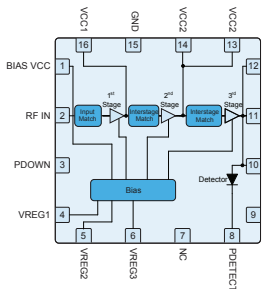 VCC1
GND
VCC2
VCC2
16
15
14
13
BIAS VCC
1
12
1st
Stage
2nd
Stage
3rd
Stage
RF IN
2
Input
Match
Interstage
Match
Interstage
Match
11
PDOWN
3
Detector
10
Bias
VREG1
4
9
5
6
7
8
VREG2
VREG3
NC
PDETECT